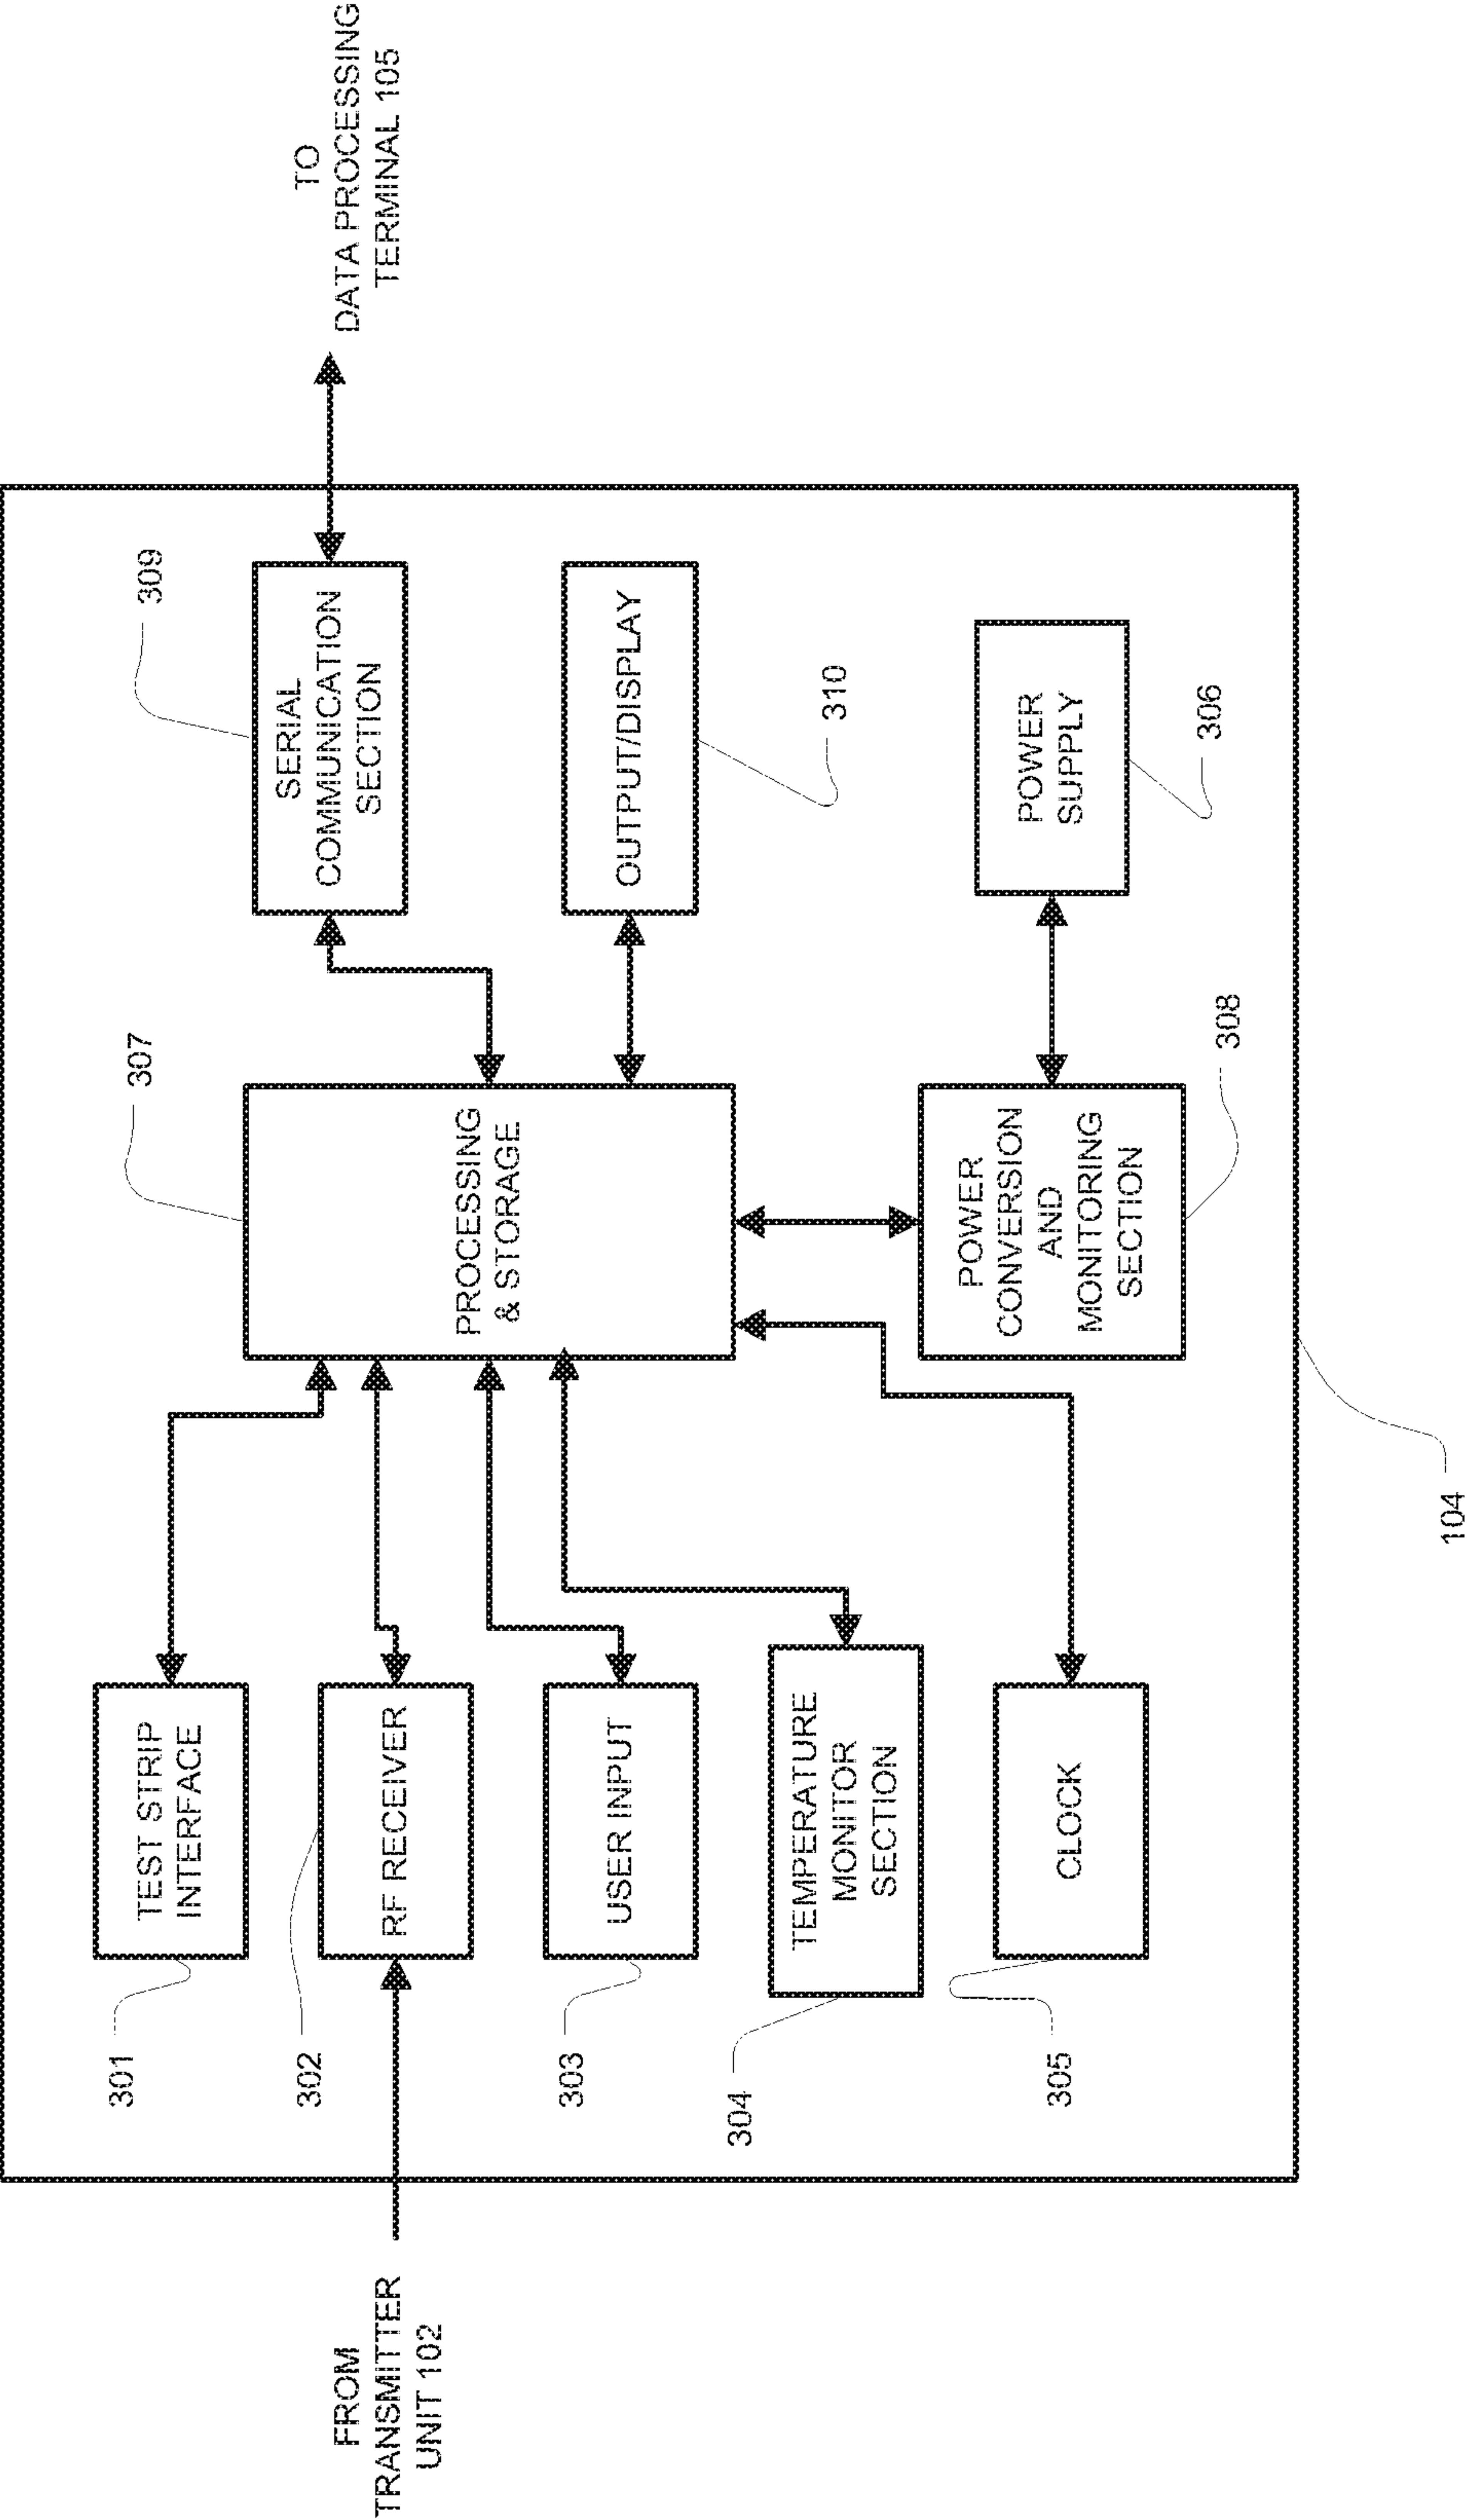 FROM
TRANSMITTER
UNIT 102
301
TEST STRIP
INTERFACE
302
RF RECEIVER
303
USER INPUT
304
TEMPERATURE
MONITOR
SECTION
305
CLOCK
307
PROCESSING
& STORAGE
308
POWER
CONVERSION
AND
MONITORING
SECTION
309
SERIAL
COMMUNICATION
SECTION
310
OUTPUT/DISPLAY
306
POWER
SUPPLY
TO
DATA PROCESSING
TERMINAL 105
104